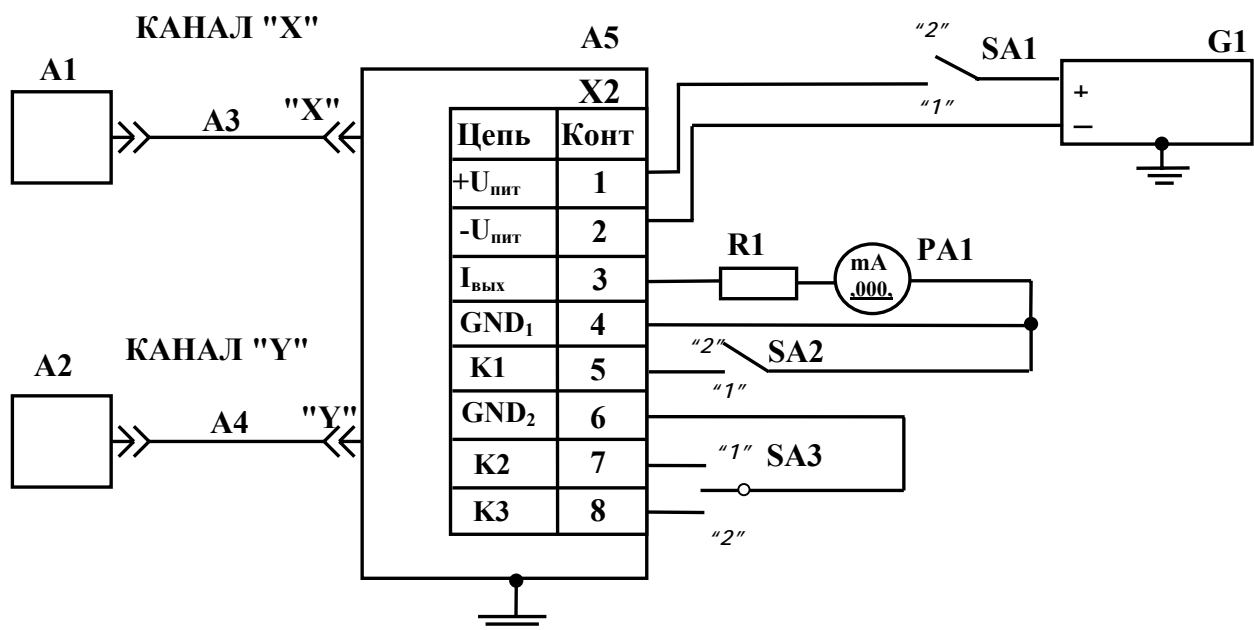 КАНАЛ "X"
A1
A3
"X"
A5
X2
Цепь Конт
+Uпит 1
-Uпит 2
Iвых 3
GND1 4
K1 5
GND2 6
K2 7
K3 8
"2"
SA1
"1"
G1
+
–
R1
mA
,000,
PA1
"2"
SA2
"1"
"1"
SA3
"2"
КАНАЛ "Y"
A2
A4
"Y"